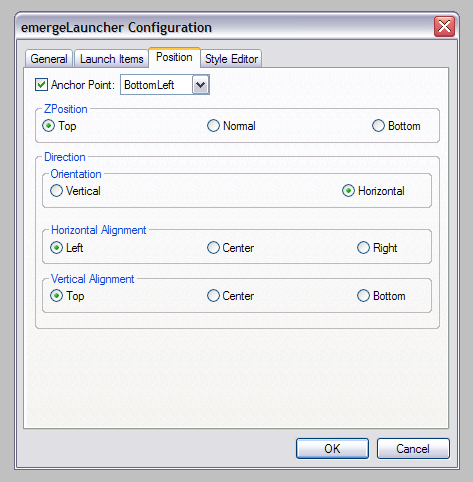 emergeLauncher Configuration
General Launch Items Position Style Editor
Anchor Point: BottomLeft
ZPosition
Top Normal Bottom
Direction
Orientation
Vertical Horizontal
Horizontal Alignment
Left Center Right
Vertical Alignment
Top Center Bottom
OK Cancel